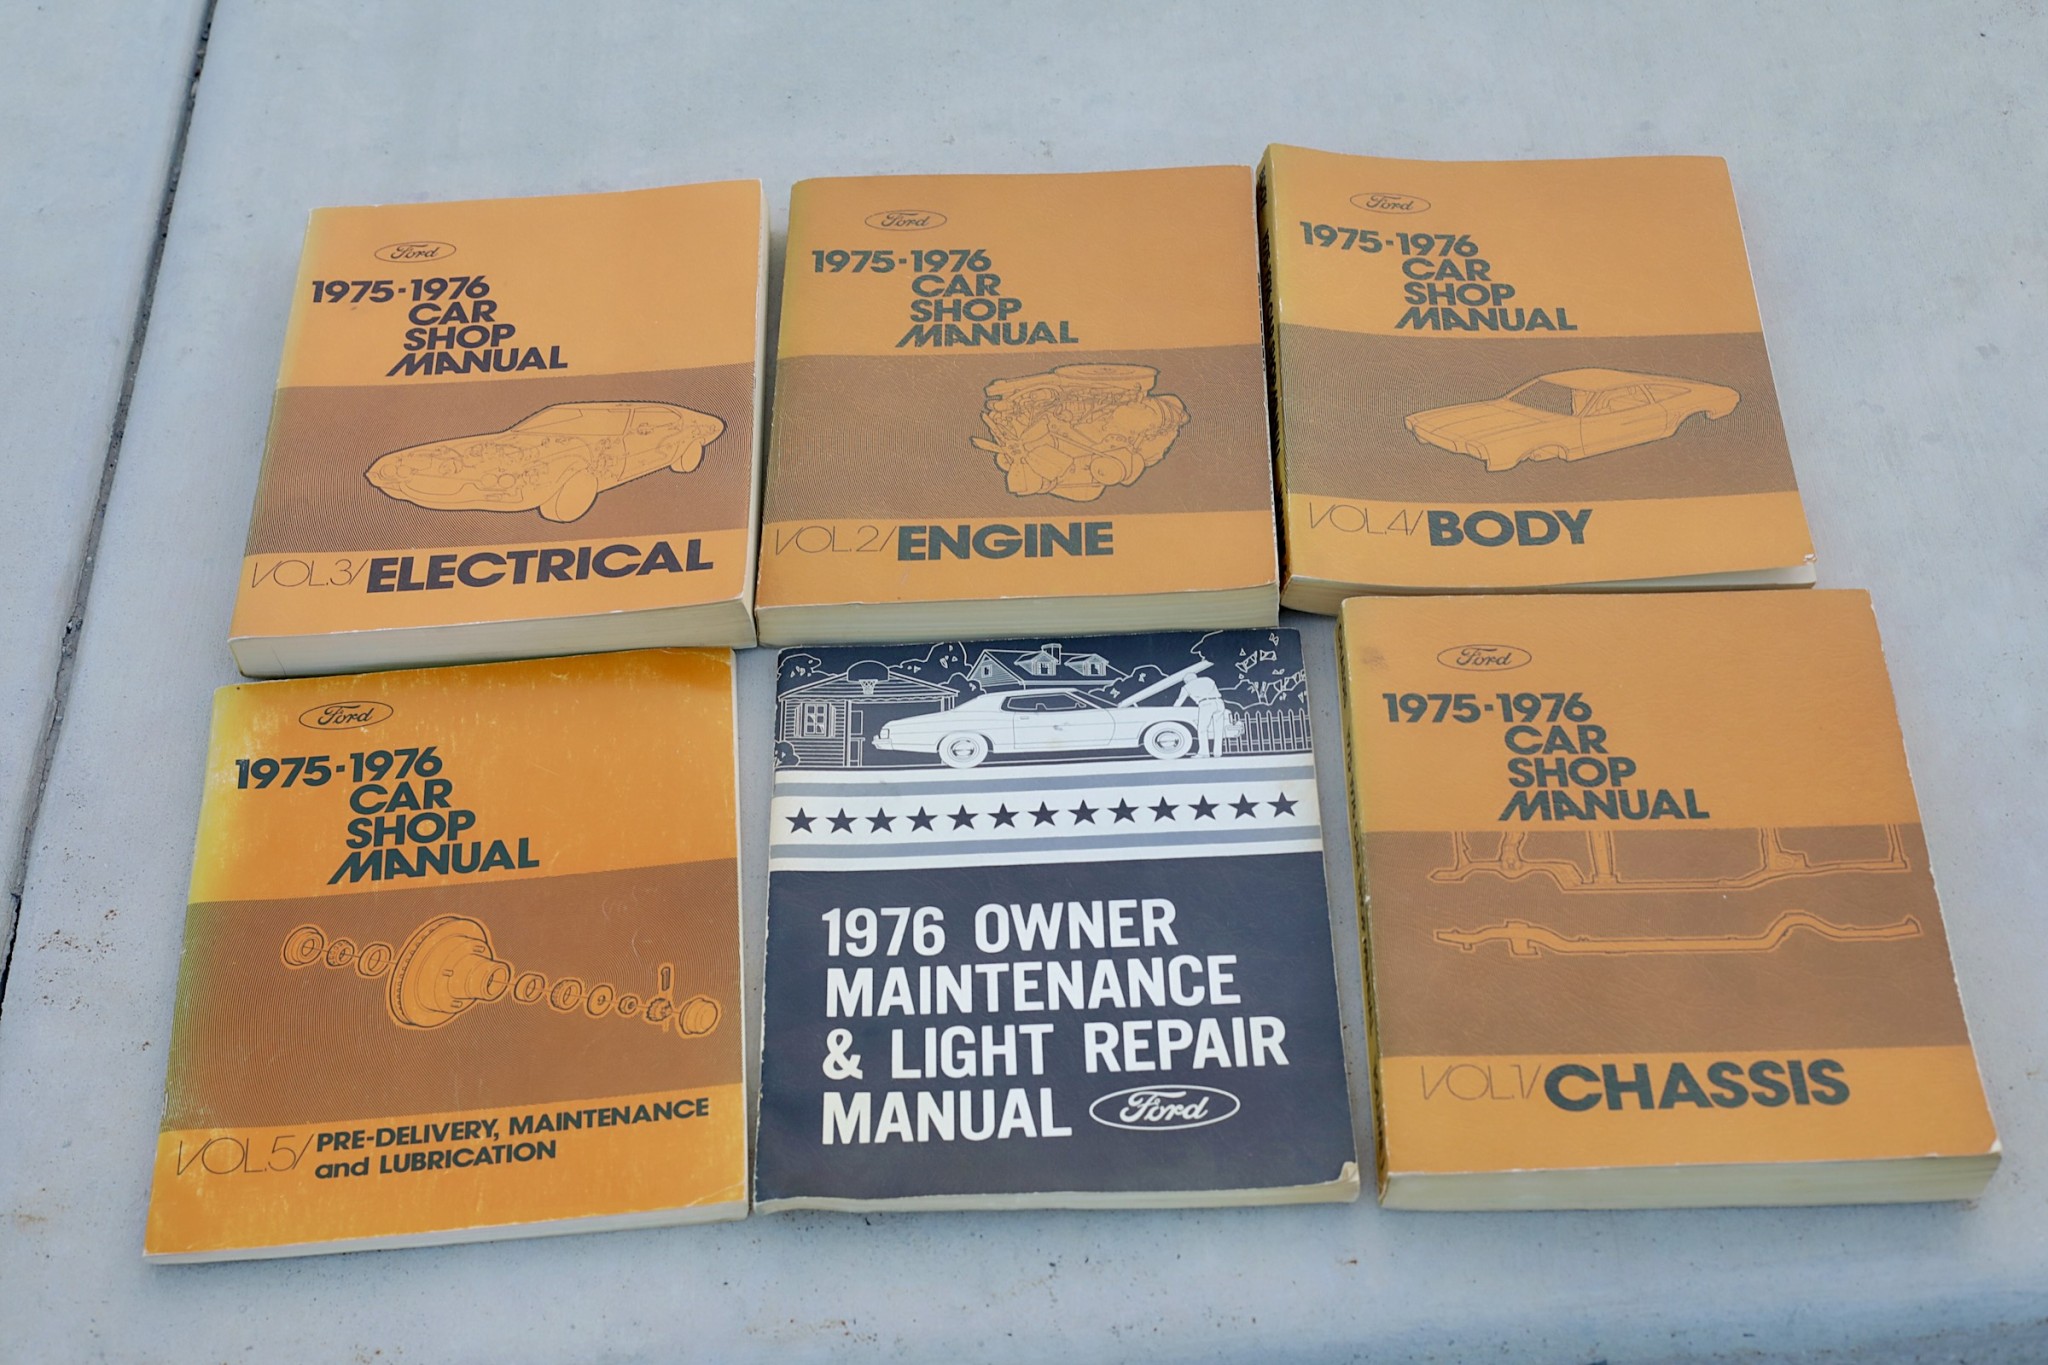 Ford
1975-1976
CAR
SHOP
MANUAL
VOL.3/ELECTRICAL
Ford
1975-1976
CAR
SHOP
MANUAL
VOL.2/ENGINE
Ford
1975-1976
CAR
SHOP
MANUAL
VOL.4/BODY
Ford
1975-1976
CAR
SHOP
MANUAL
VOL.5/PRE-DELIVERY, MAINTENANCE
and LUBRICATION
1976 OWNER
MAINTENANCE
& LIGHT REPAIR
MANUAL Ford
Ford
1975-1976
CAR
SHOP
MANUAL
VOL.1/CHASSIS